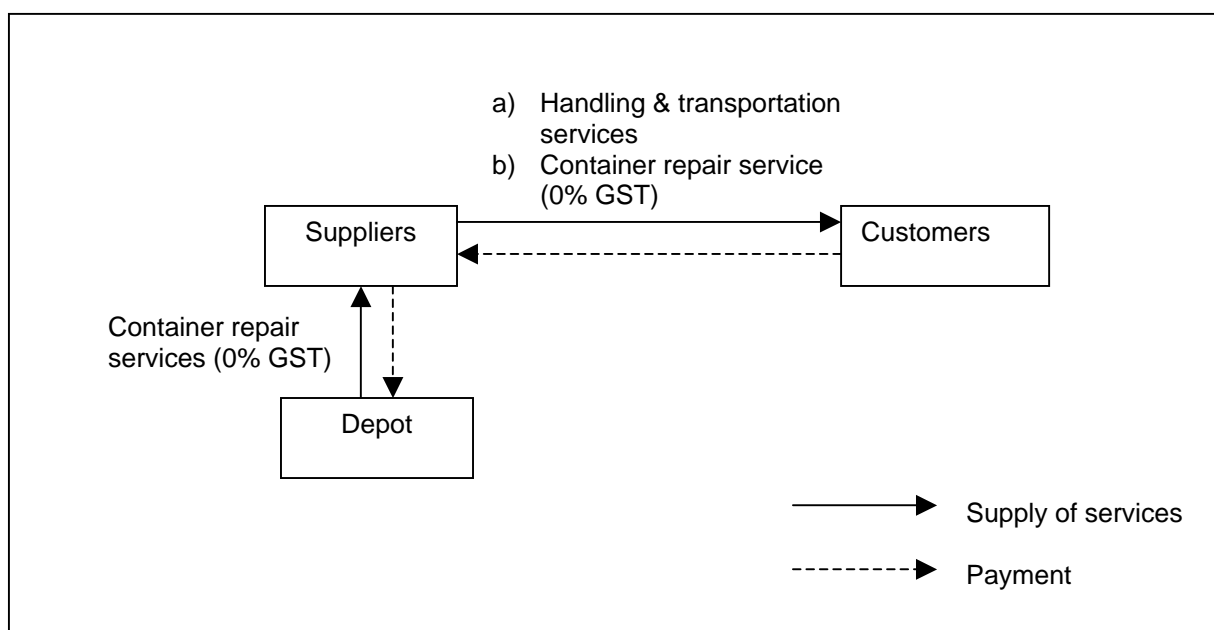 a) Handling & transportation
services
b) Container repair service
(0% GST)
Suppliers
Customers
Container repair
services (0% GST)
Depot
Supply of services
Payment